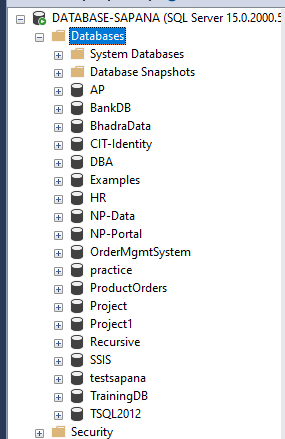 DATABASE-SAPANA (SQL Server 15.0.2000.5
Databases
System Databases
Database Snapshots
AP
BankDB
BhadraData
CIT-Identity
DBA
Examples
HR
NP-Data
NP-Portal
OrderMgmtSystem
practice
ProductOrders
Project
Project1
Recursive
SSIS
testsapana
TrainingDB
TSQL2012
Security